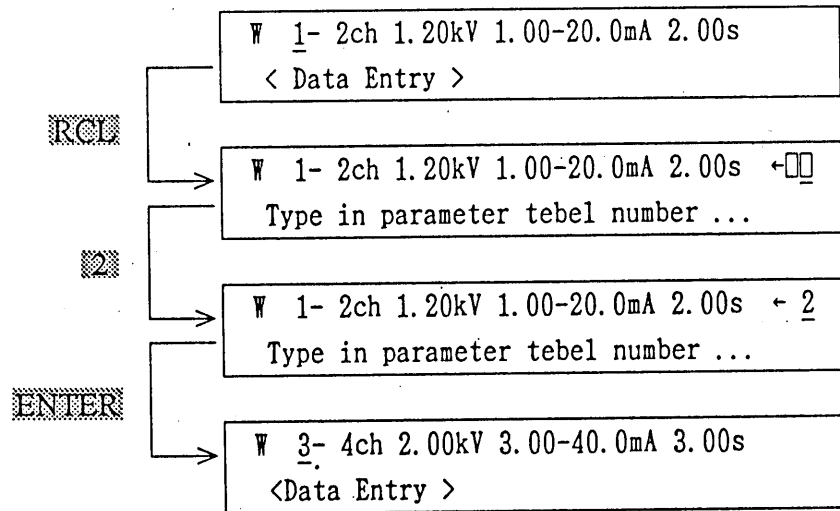 ₩ 1- 2ch 1.20kV 1.00-20.0mA 2.00s
< Data Entry >
RCL
₩ 1- 2ch 1.20kV 1.00-20.0mA 2.00s ←▯▯
Type in parameter tebel number ...
2
₩ 1- 2ch 1.20kV 1.00-20.0mA 2.00s ← 2
Type in parameter tebel number ...
ENTER
₩ 3- 4ch 2.00kV 3.00-40.0mA 3.00s
<Data Entry >